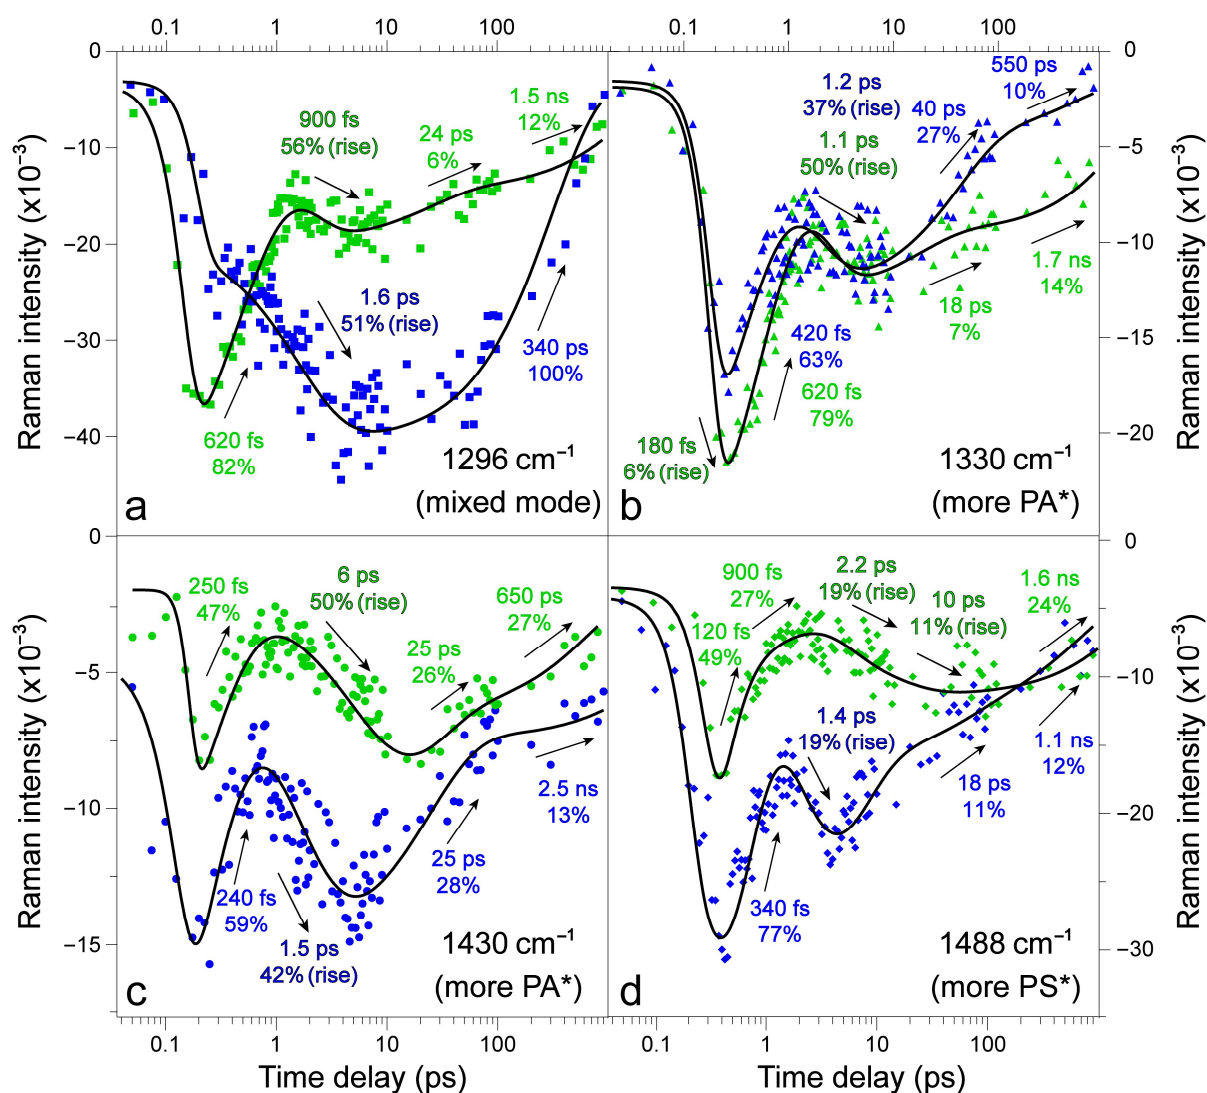 0.1 1 10 100
0.1 1 10 100
0
−10
−20
−30
−40
Raman intensity (x10⁻³)
900 fs
56% (rise)
24 ps
6%
1.5 ns
12%
1.6 ps
51% (rise)
340 ps
100%
620 fs
82%
1296 cm⁻¹
(mixed mode)
a
0
−5
−10
−15
−20
Raman intensity (x10⁻³)
1.2 ps
37% (rise)
1.1 ps
50% (rise)
40 ps
27%
550 ps
10%
1.7 ns
14%
18 ps
7%
420 fs
63%
620 fs
79%
180 fs
6% (rise)
1330 cm⁻¹
(more PA*)
b
0
−5
−10
−15
Raman intensity (x10⁻³)
250 fs
47%
6 ps
50% (rise)
650 ps
27%
25 ps
26%
2.5 ns
13%
25 ps
28%
240 fs
59%
1.5 ps
42% (rise)
1430 cm⁻¹
(more PA*)
c
0
−10
−20
−30
Raman intensity (x10⁻³)
900 fs
27%
2.2 ps
19% (rise)
10 ps
11% (rise)
1.6 ns
24%
120 fs
49%
1.4 ps
19% (rise)
1.1 ns
12%
18 ps
11%
340 fs
77%
1488 cm⁻¹
(more PS*)
d
0.1 1 10 100
0.1 1 10 100
Time delay (ps)
Time delay (ps)